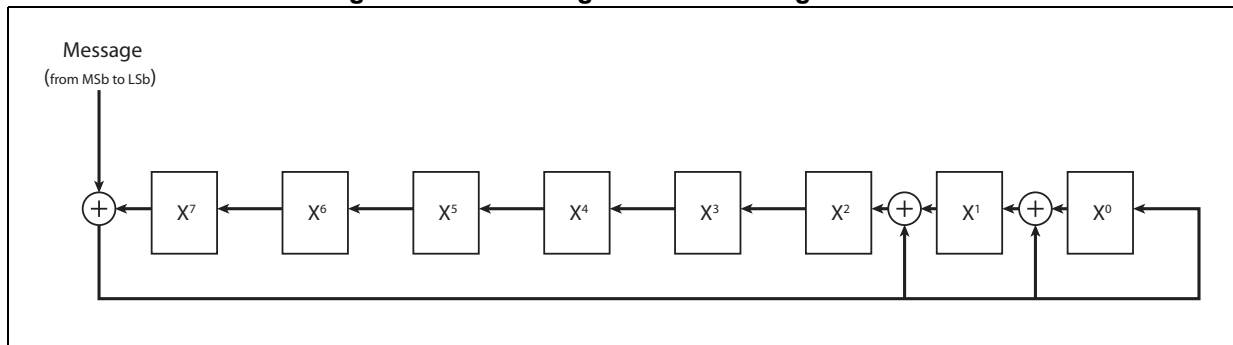 Message
(from MSb to LSb)
X⁷ X⁶ X⁵ X⁴ X³ X² X¹ X⁰